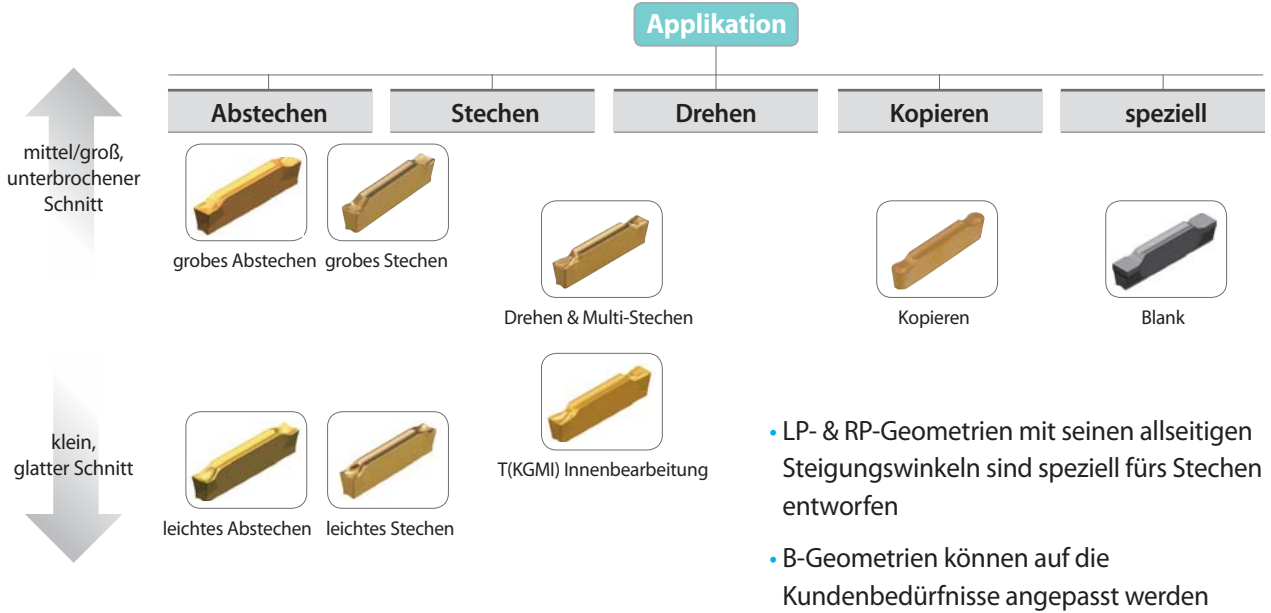 Applikation
Abstechen
Stechen
Drehen
Kopieren
speziell
mittel/groß,
unterbrochener
Schnitt
grobes Abstechen
grobes Stechen
Drehen & Multi-Stechen
Kopieren
Blank
klein,
glatter Schnitt
leichtes Abstechen
leichtes Stechen
T(KGMI) Innenbearbeitung
• LP- & RP-Geometrien mit seinen allseitigen
Steigungswinkeln sind speziell fürs Stechen
entworfen
• B-Geometrien können auf die
Kundenbedürfnisse angepasst werden